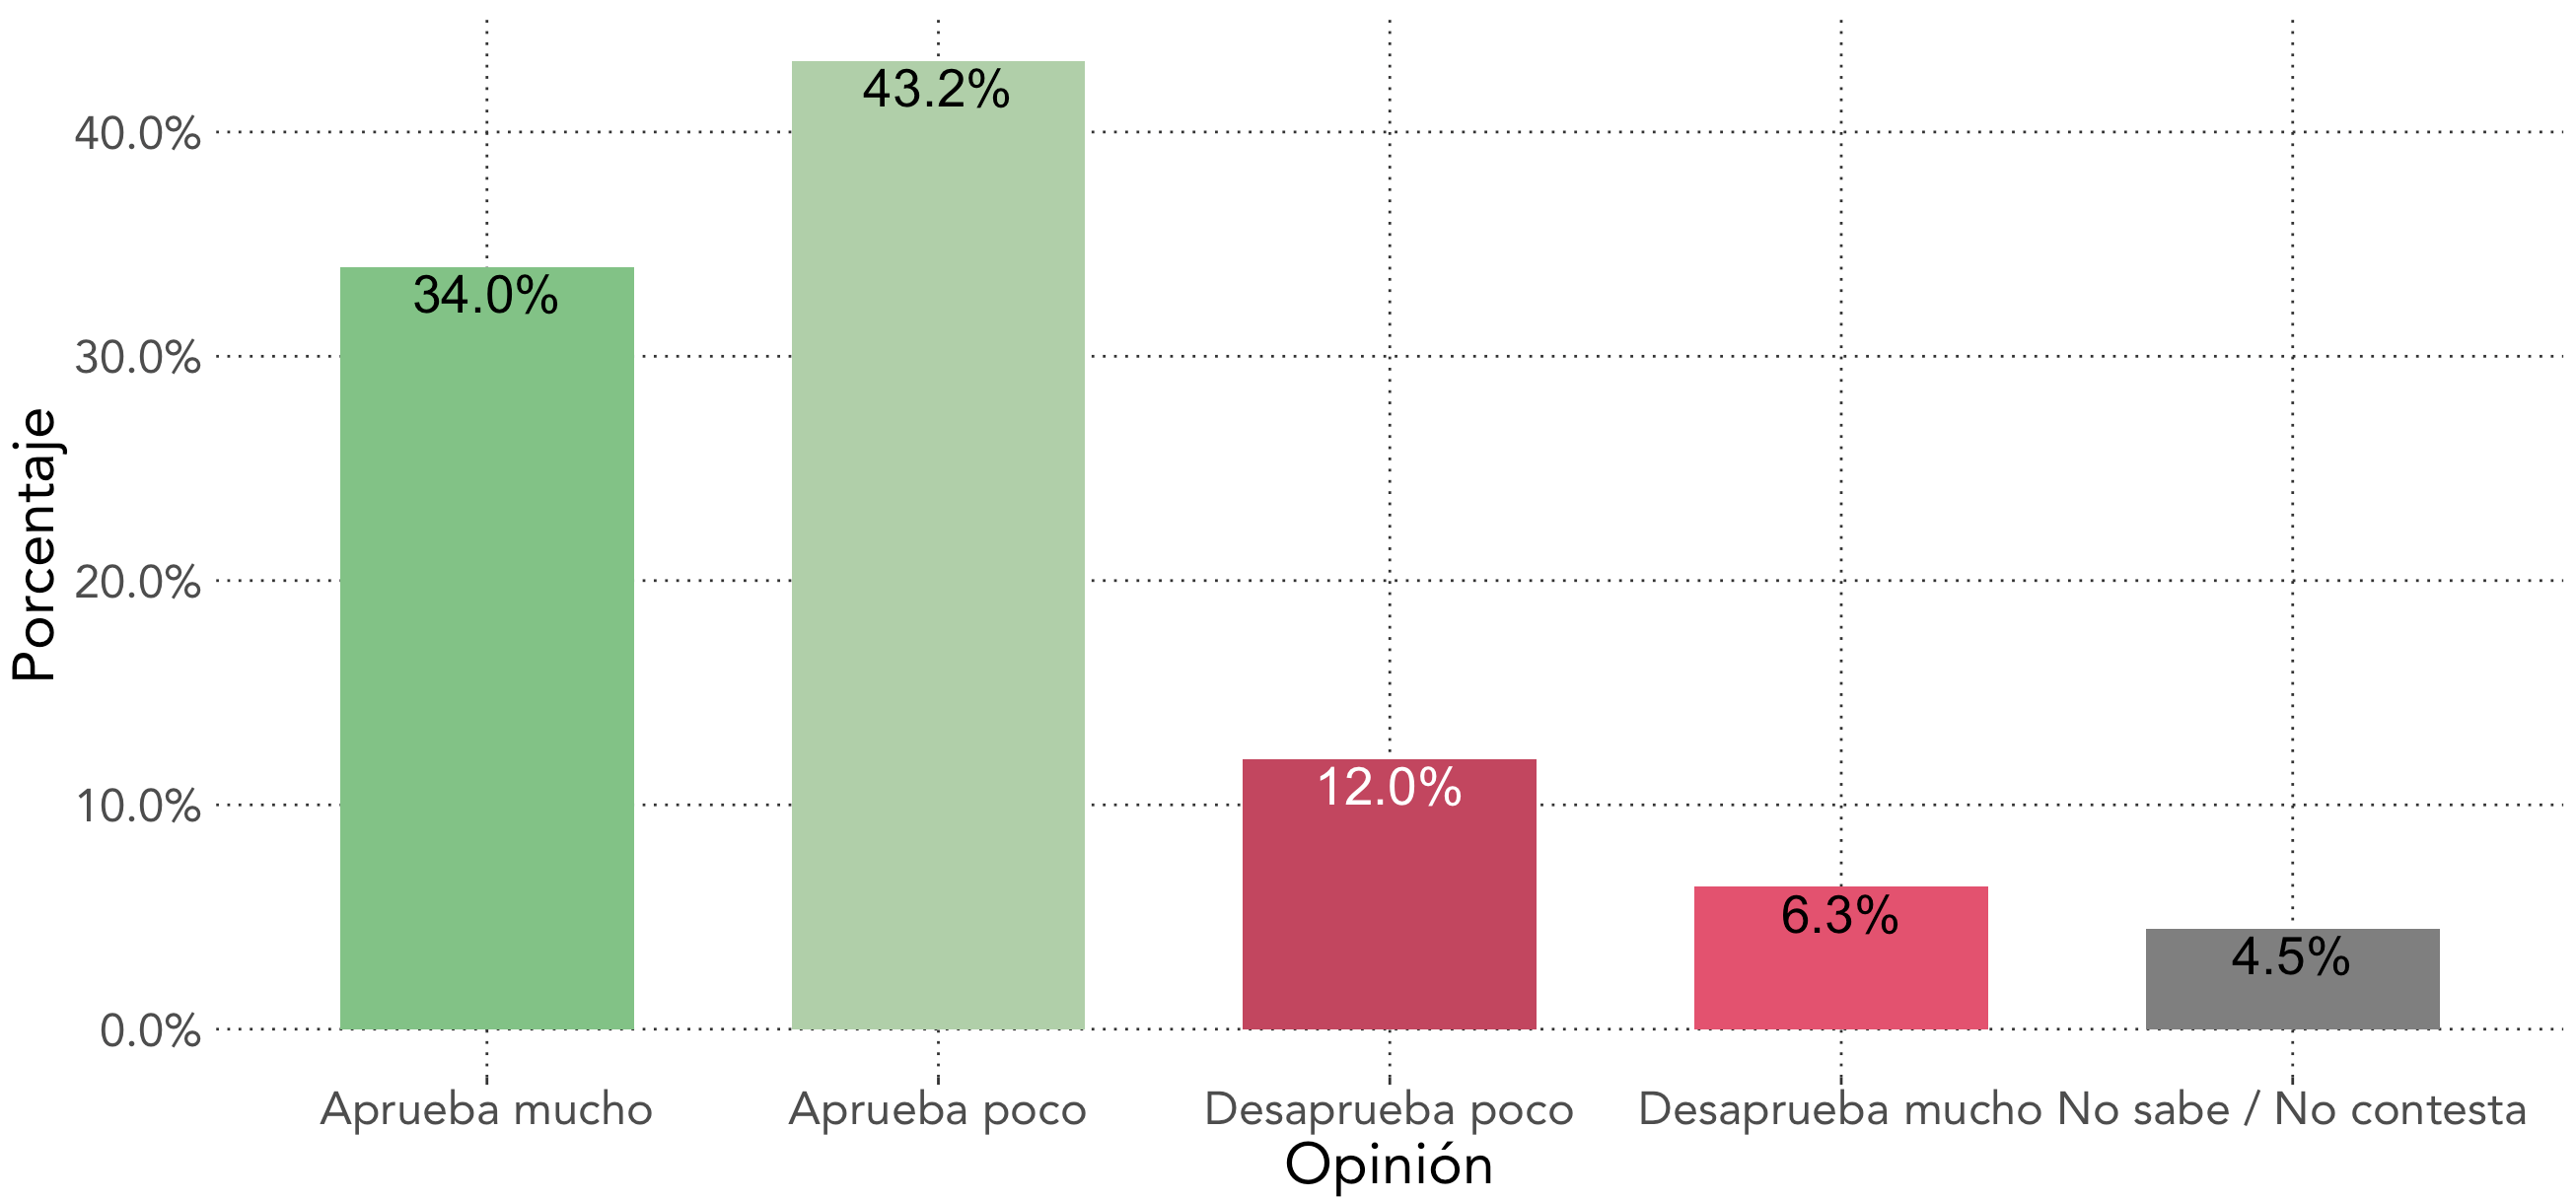 43.2%
40.0%
34.0%
30.0%
Porcentaje
20.0%
12.0%
10.0%
6.3%
4.5%
0.0%
Aprueba mucho
Aprueba poco
Desaprueba poco
Desaprueba mucho
No sabe / No contesta
Opinión